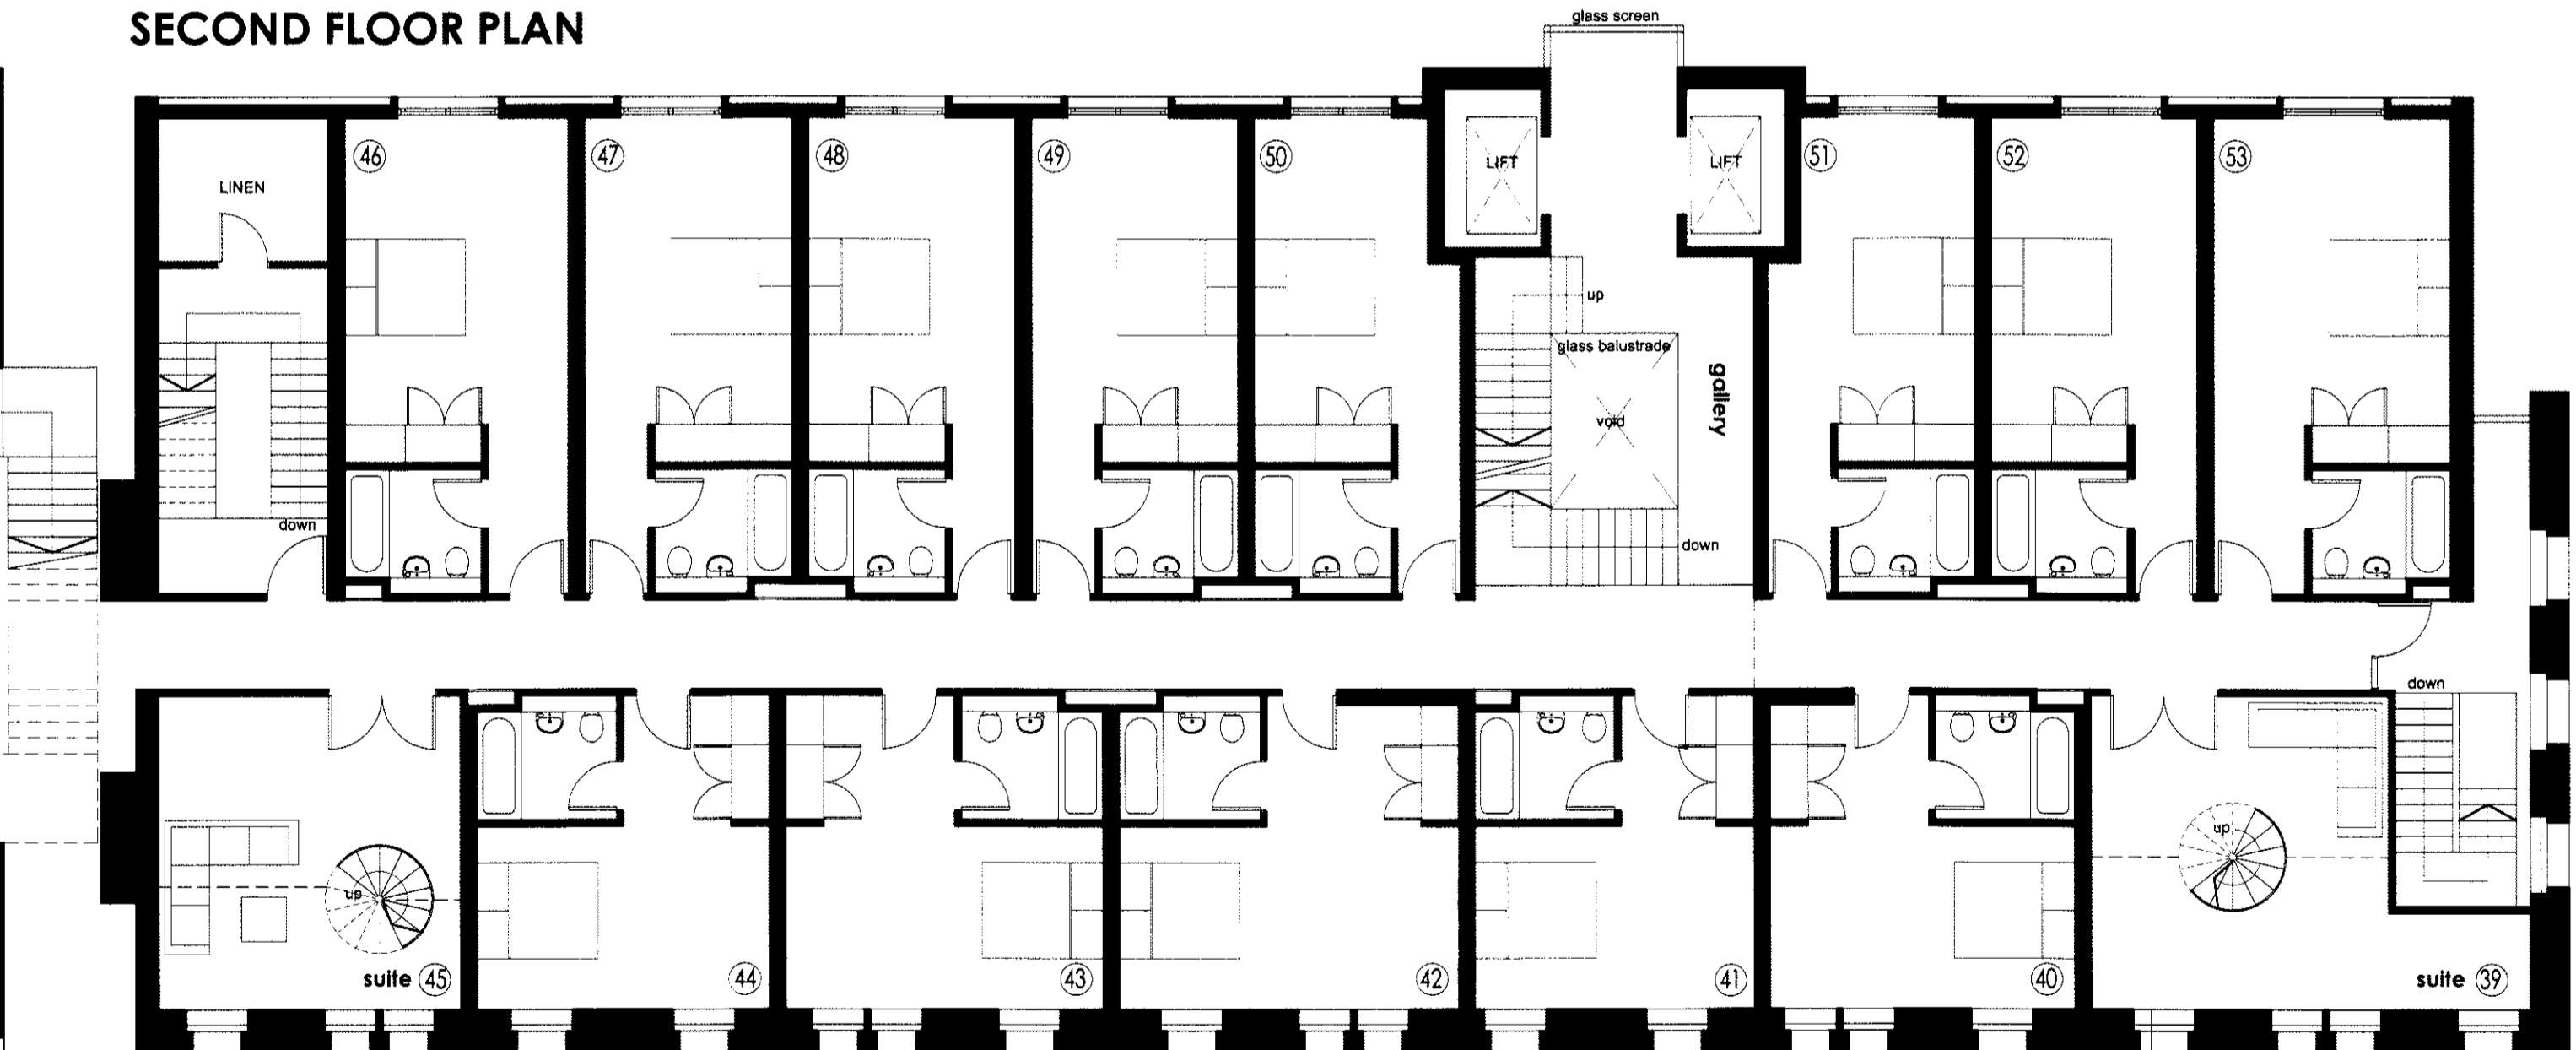 SECOND FLOOR PLAN
glass screen
LINEN
46
47
48
49
50
LIFT
LIFT
51
52
53
up
glass balustrade
gallery
void
down
down
down
up
up
suite 45
44
43
42
41
40
suite 39